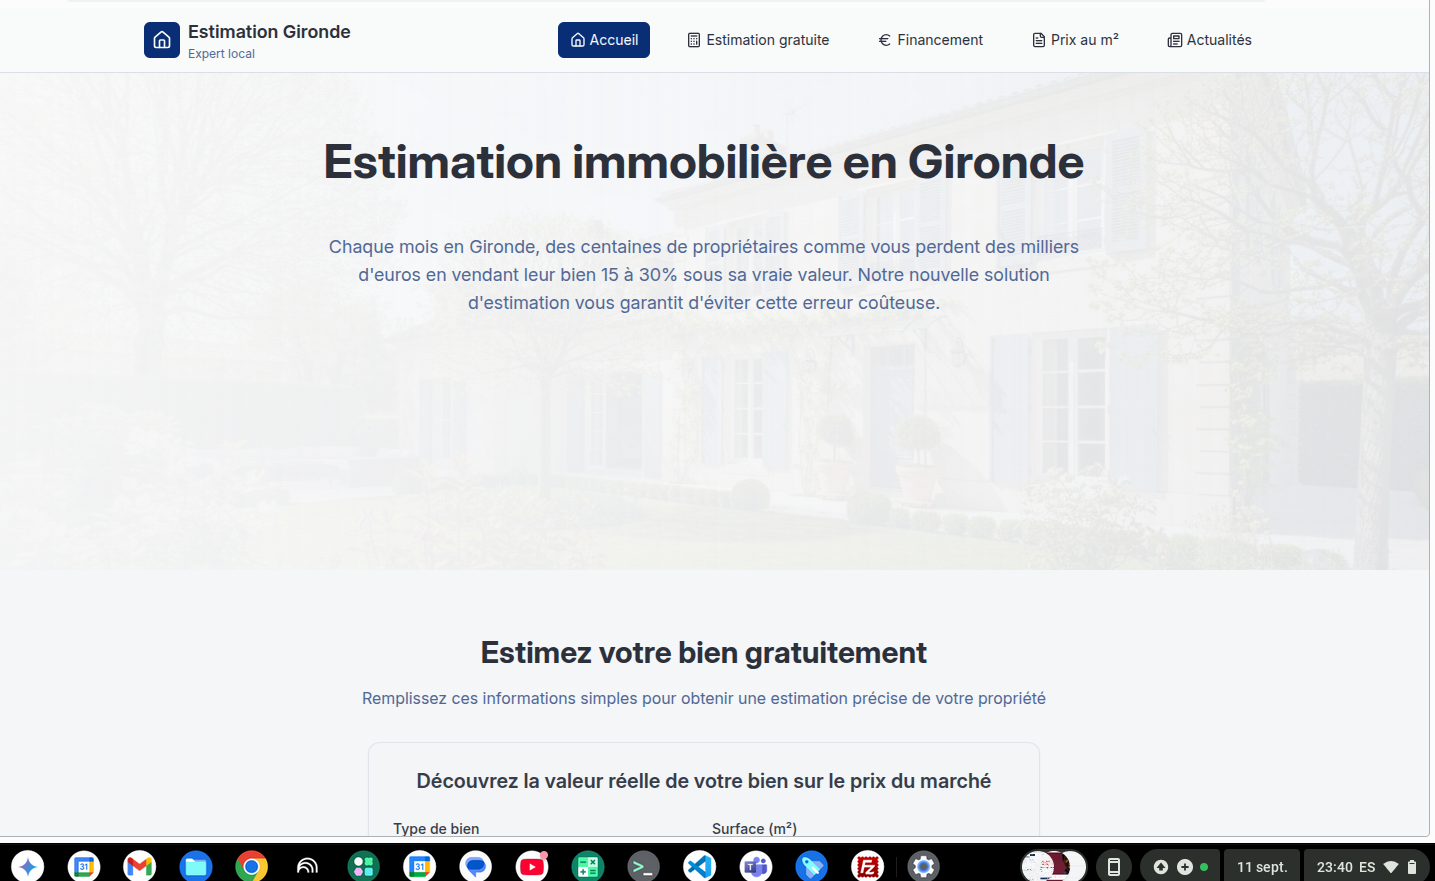 Estimation Gironde
Expert local
Accueil
Estimation gratuite
Financement
Prix au m²
Actualités
Estimation immobilière en Gironde
Chaque mois en Gironde, des centaines de propriétaires comme vous perdent des milliers
d'euros en vendant leur bien 15 à 30% sous sa vraie valeur. Notre nouvelle solution
d'estimation vous garantit d'éviter cette erreur coûteuse.
Estimez votre bien gratuitement
Remplissez ces informations simples pour obtenir une estimation précise de votre propriété
Découvrez la valeur réelle de votre bien sur le prix du marché
Type de bien
Surface (m²)
31
31
11 sept.
23:40 ES